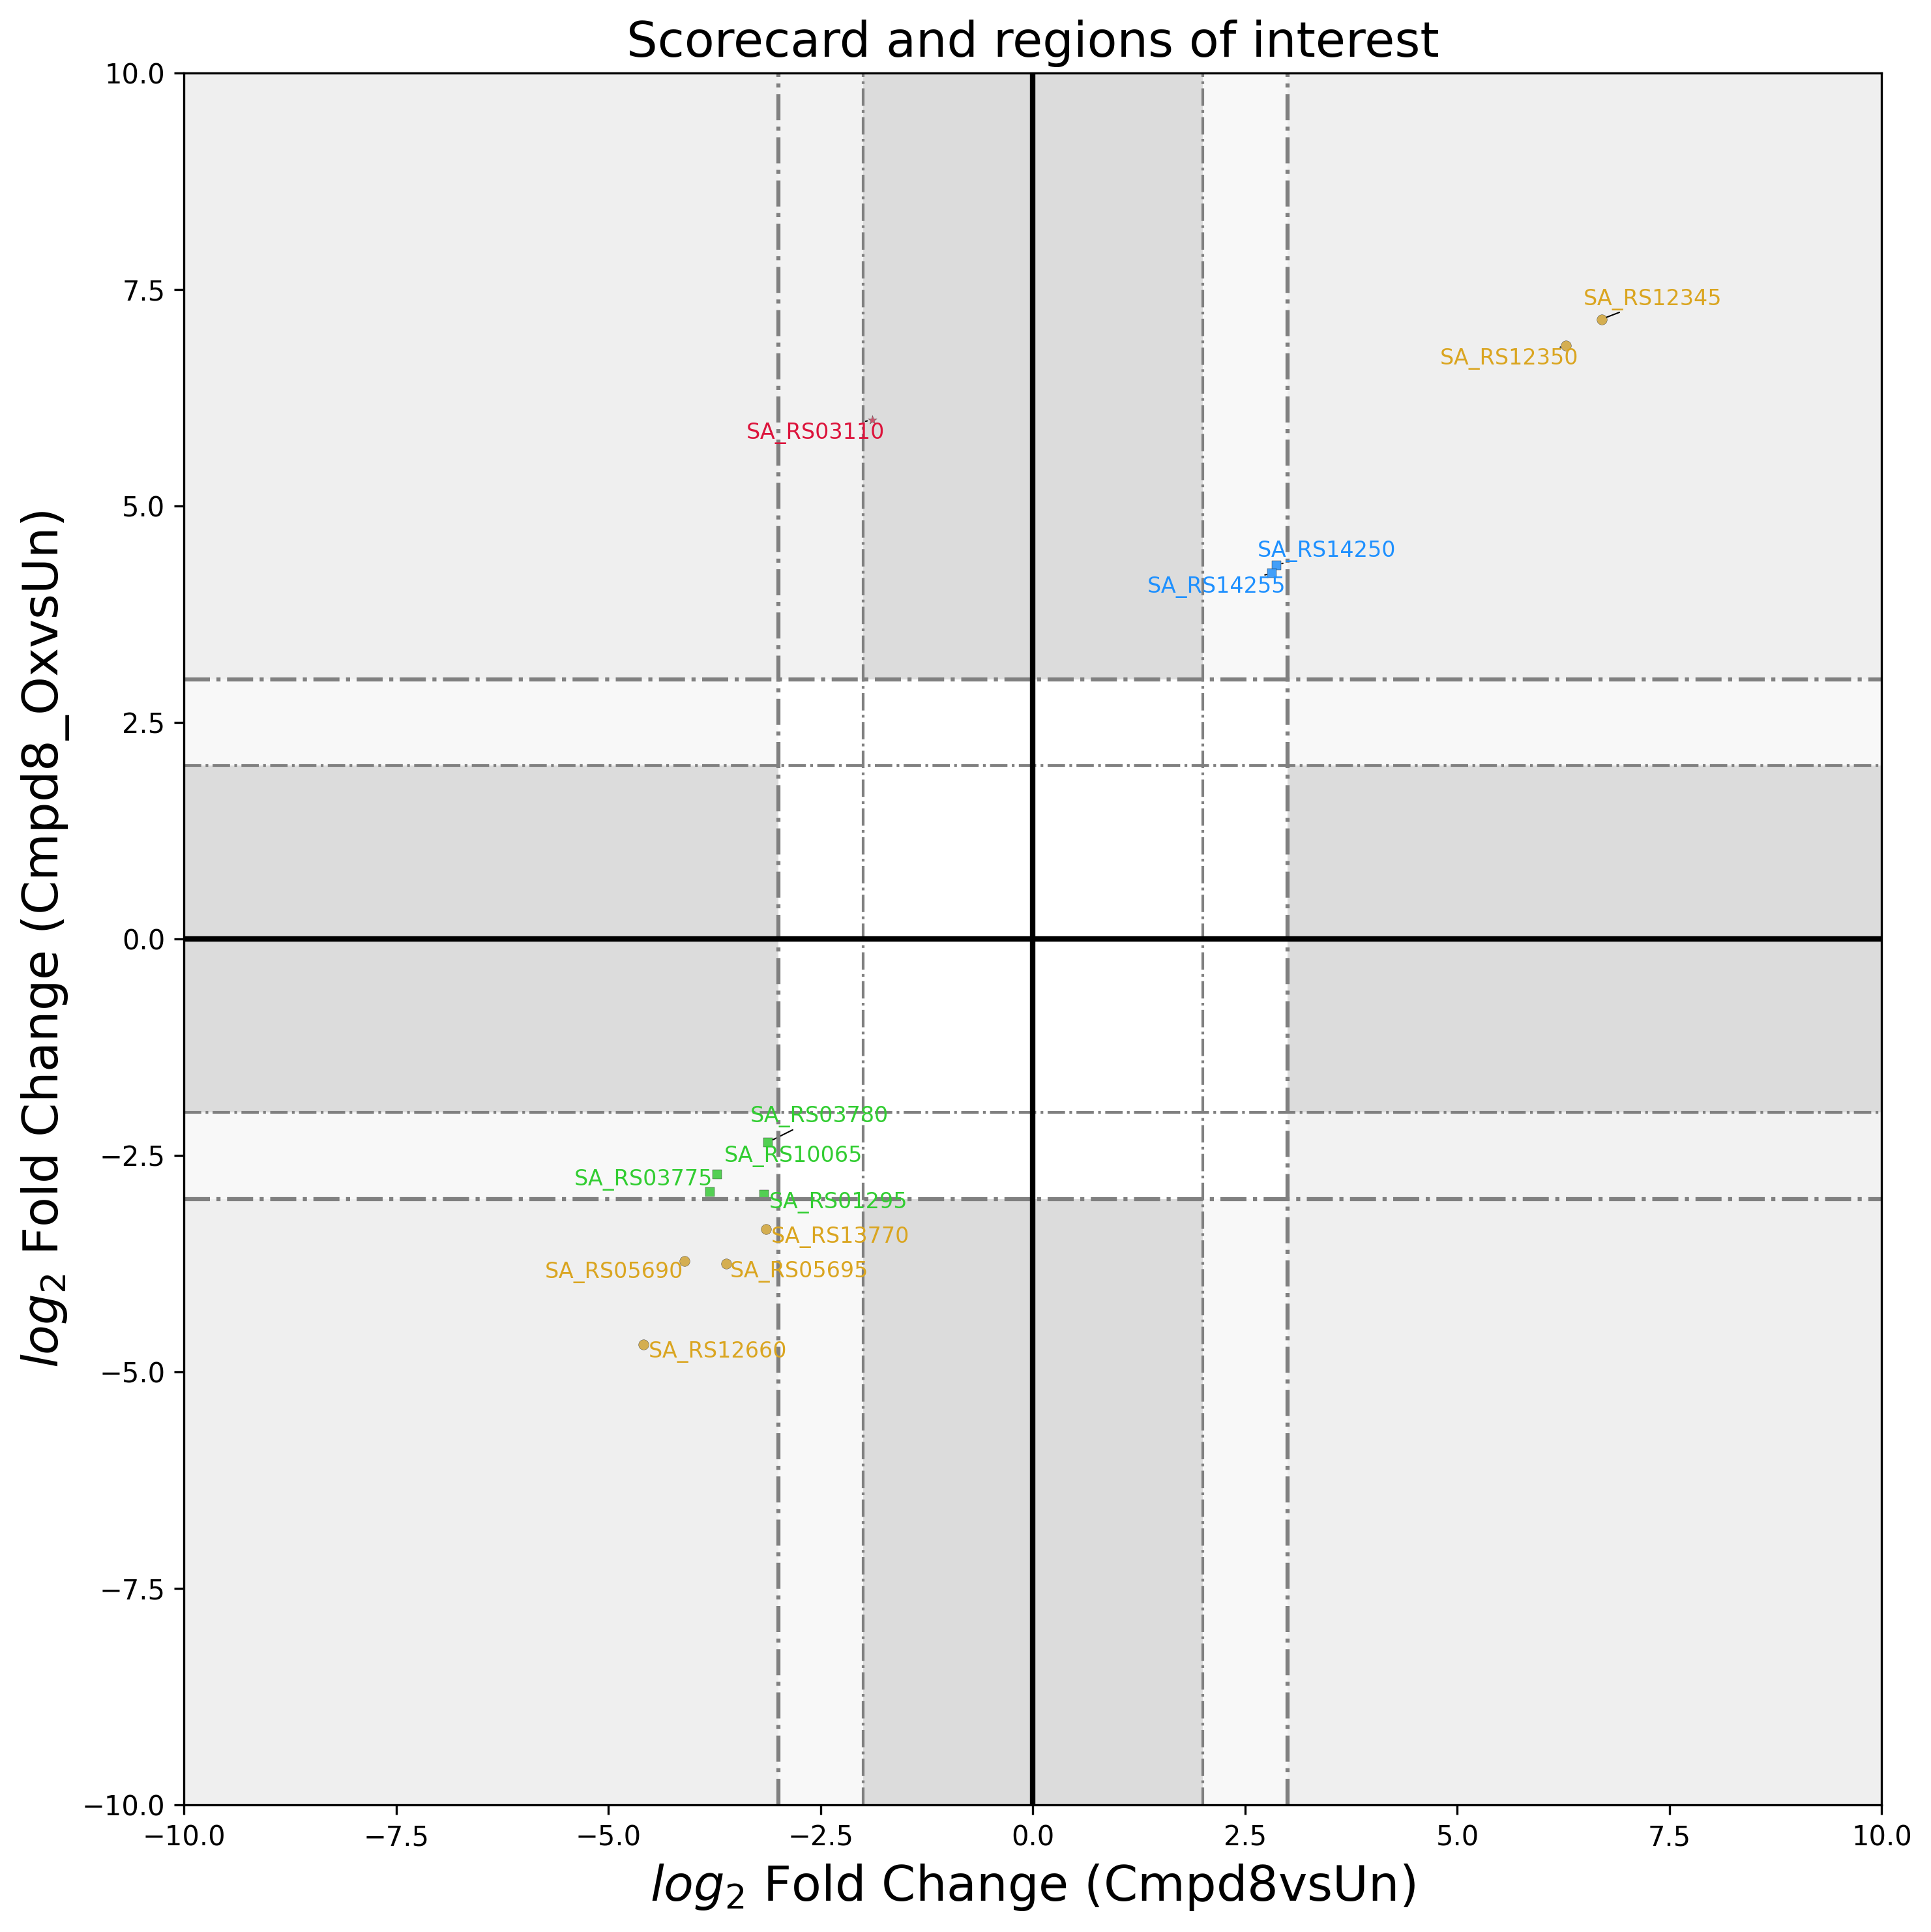 Scorecard and regions of interest
log2 Fold Change (Cmpd8_OxvsUn)
10.0
7.5
5.0
2.5
0.0
−2.5
−5.0
−7.5
−10.0
SA_RS12345
SA_RS12350
SA_RS03110
SA_RS14250
SA_RS14255
SA_RS03780
SA_RS10065
SA_RS03775
SA_RS01295
SA_RS13770
SA_RS05690
SA_RS05695
SA_RS12660
−10.0 −7.5 −5.0 −2.5 0.0 2.5 5.0 7.5 10.0
log2 Fold Change (Cmpd8vsUn)